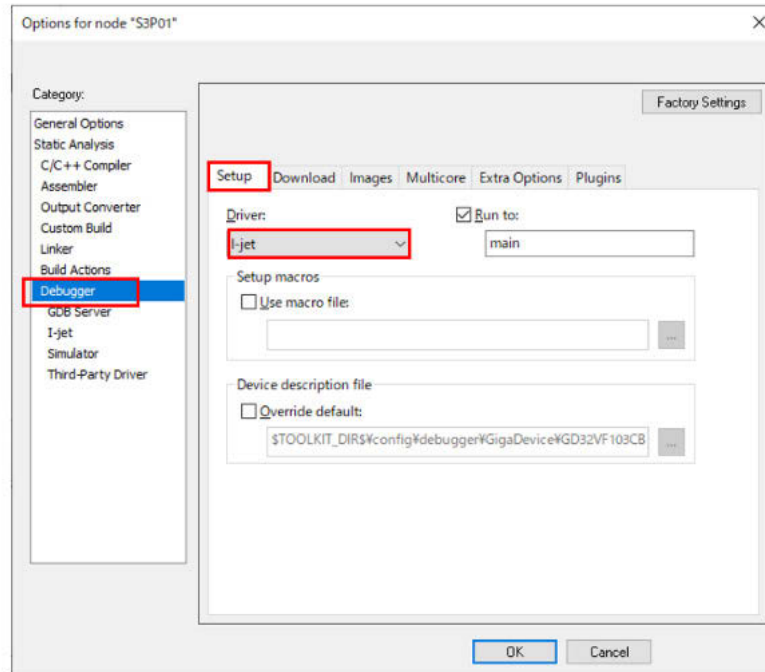 Options for node "S3P01"
Category:
General Options
Static Analysis
C/C++ Compiler
Assembler
Output Converter
Custom Build
Linker
Build Actions
Debugger
GDB Server
I-jet
Simulator
Third-Party Driver
Factory Settings
Setup Download Images Multicore Extra Options Plugins
Driver:
Run to:
I-jet
main
Setup macros
Use macro file:
...
Device description file
Override default:
$TOOLKIT_DIR$¥config¥debugger¥GigaDevice¥GD32VF103CB
...
OK Cancel